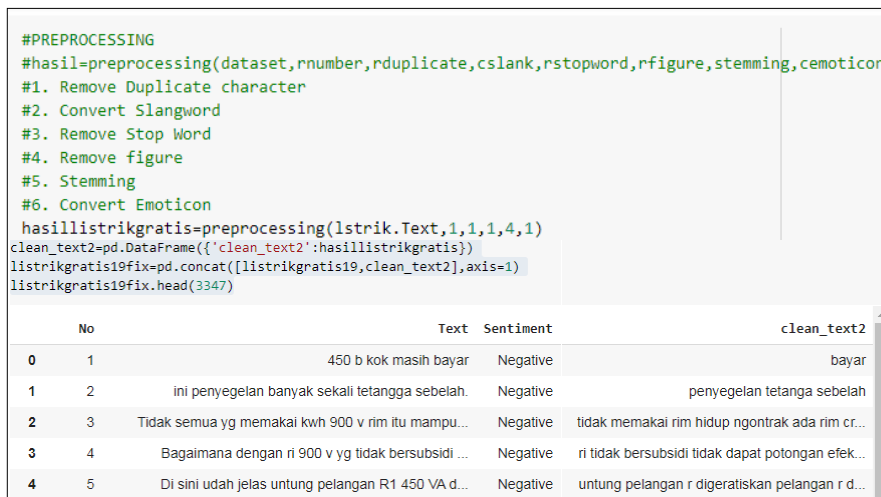 #PREPROCESSING
#hasil=preprocessing(dataset,rnumber,rduplicate,cslank,rstopword,rfigure,stemming,cemoticon
#1. Remove Duplicate character
#2. Convert Slangword
#3. Remove Stop Word
#4. Remove figure
#5. Stemming
#6. Convert Emoticon
hasillistrikgratis=preprocessing(lstrik.Text,1,1,1,4,1)
clean_text2=pd.DataFrame({'clean_text2':hasillistrikgratis})
listrikgratis19fix=pd.concat([listrikgratis19,clean_text2],axis=1)
listrikgratis19fix.head(3347)
No Text Sentiment clean_text2
0 1 450 b kok masih bayar Negative bayar
1 2 ini penyegelan banyak sekali tetangga sebelah. Negative penyegelan tetanga sebelah
2 3 Tidak semua yg memakai kwh 900 v rim itu mampu... Negative tidak memakai rim hidup ngontrak ada rim cr...
3 4 Bagaimana dengan ri 900 v yg tidak bersubsidi ... Negative ri tidak bersubsidi tidak dapat potongan efek...
4 5 Di sini udah jelas untung pelangan R1 450 VA d... Negative untung pelangan r digeratiskan pelangan r d...